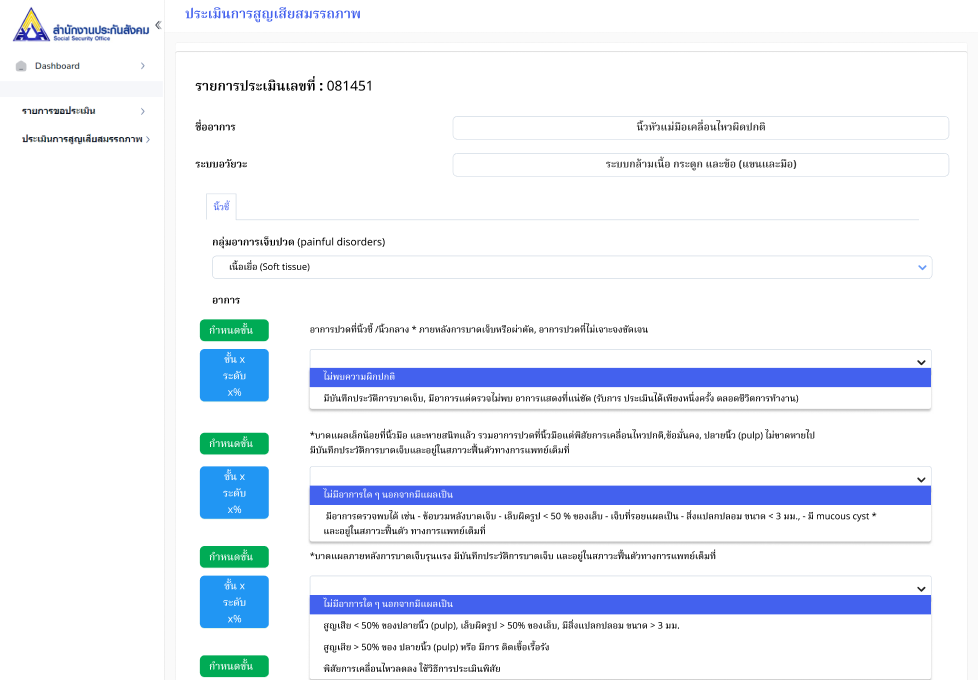 ประเมินการสูญเสียสมรรถภาพ
สำนักงานประกันสังคม
Social Security Office
Dashboard
รายการขอประเมิน
ประเมินการสูญเสียสมรรถภาพ
รายการประเมินเลขที่ : 081451
ชื่ออาการ
นิ้วหัวแม่มือเคลื่อนไหวผิดปกติ
ระบบอวัยวะ
ระบบกล้ามเนื้อ กระดูก และข้อ (แขนและมือ)
นิ้วชี้
กลุ่มอาการเจ็บปวด (painful disorders)
เนื้อเยื่อ (Soft tissue)
อาการ
กำหนดชั้น
อาการปวดที่นิ้วชี้ /นิ้วกลาง * ภายหลังการบาดเจ็บหรือผ่าตัด, อาการปวดที่ไม่เจาะจงชัดเจน
ชั้น x
ระดับ
x%
ไม่พบความผิกปกติ
มีบันทึกประวัติการบาดเจ็บ, มีอาการแต่ตรวจไม่พบ อาการแสดงที่แน่ชัด (รับการ ประเมินได้เพียงหนึ่งครั้ง ตลอดชีวิตการทำงาน)
กำหนดชั้น
*บาดแผลเล็กน้อยที่นิ้วมือ และหายสนิทแล้ว รวมอาการปวดที่นิ้วมือแต่พิสัยการเคลื่อนไหวปกติ,ข้อมั่นคง, ปลายนิ้ว (pulp) ไม่ขาดหายไป
มีบันทึกประวัติการบาดเจ็บและอยู่ในสภาวะฟื้นตัวทางการแพทย์เต็มที่
ชั้น x
ระดับ
x%
ไม่มีอาการใด ๆ นอกจากมีแผลเป็น
มีอาการตรวจพบได้ เช่น - ข้อบวมหลังบาดเจ็บ - เล็บผิดรูป < 50 % ของเล็บ - เจ็บที่รอยแผลเป็น - สิ่งแปลกปลอม ขนาด < 3 มม., - มี mucous cyst *
และอยู่ในสภาวะฟื้นตัว ทางการแพทย์เต็มที่
กำหนดชั้น
*บาดแผลภายหลังการบาดเจ็บรุนแรง มีบันทึกประวัติการบาดเจ็บ และอยู่ในสภาวะฟื้นตัวทางการแพทย์เต็มที่
ชั้น x
ระดับ
x%
ไม่มีอาการใด ๆ นอกจากมีแผลเป็น
สูญเสีย < 50% ของปลายนิ้ว (pulp), เล็บผิดรูป > 50% ของเล็บ, มีสิ่งแปลกปลอม ขนาด > 3 มม.
สูญเสีย > 50% ของ ปลายนิ้ว (pulp) หรือ มีการ ติดเชื้อเรื้อรัง
กำหนดชั้น
พิสัยการเคลื่อนไหวลดลง ใช้วิธีการประเมินพิสัย